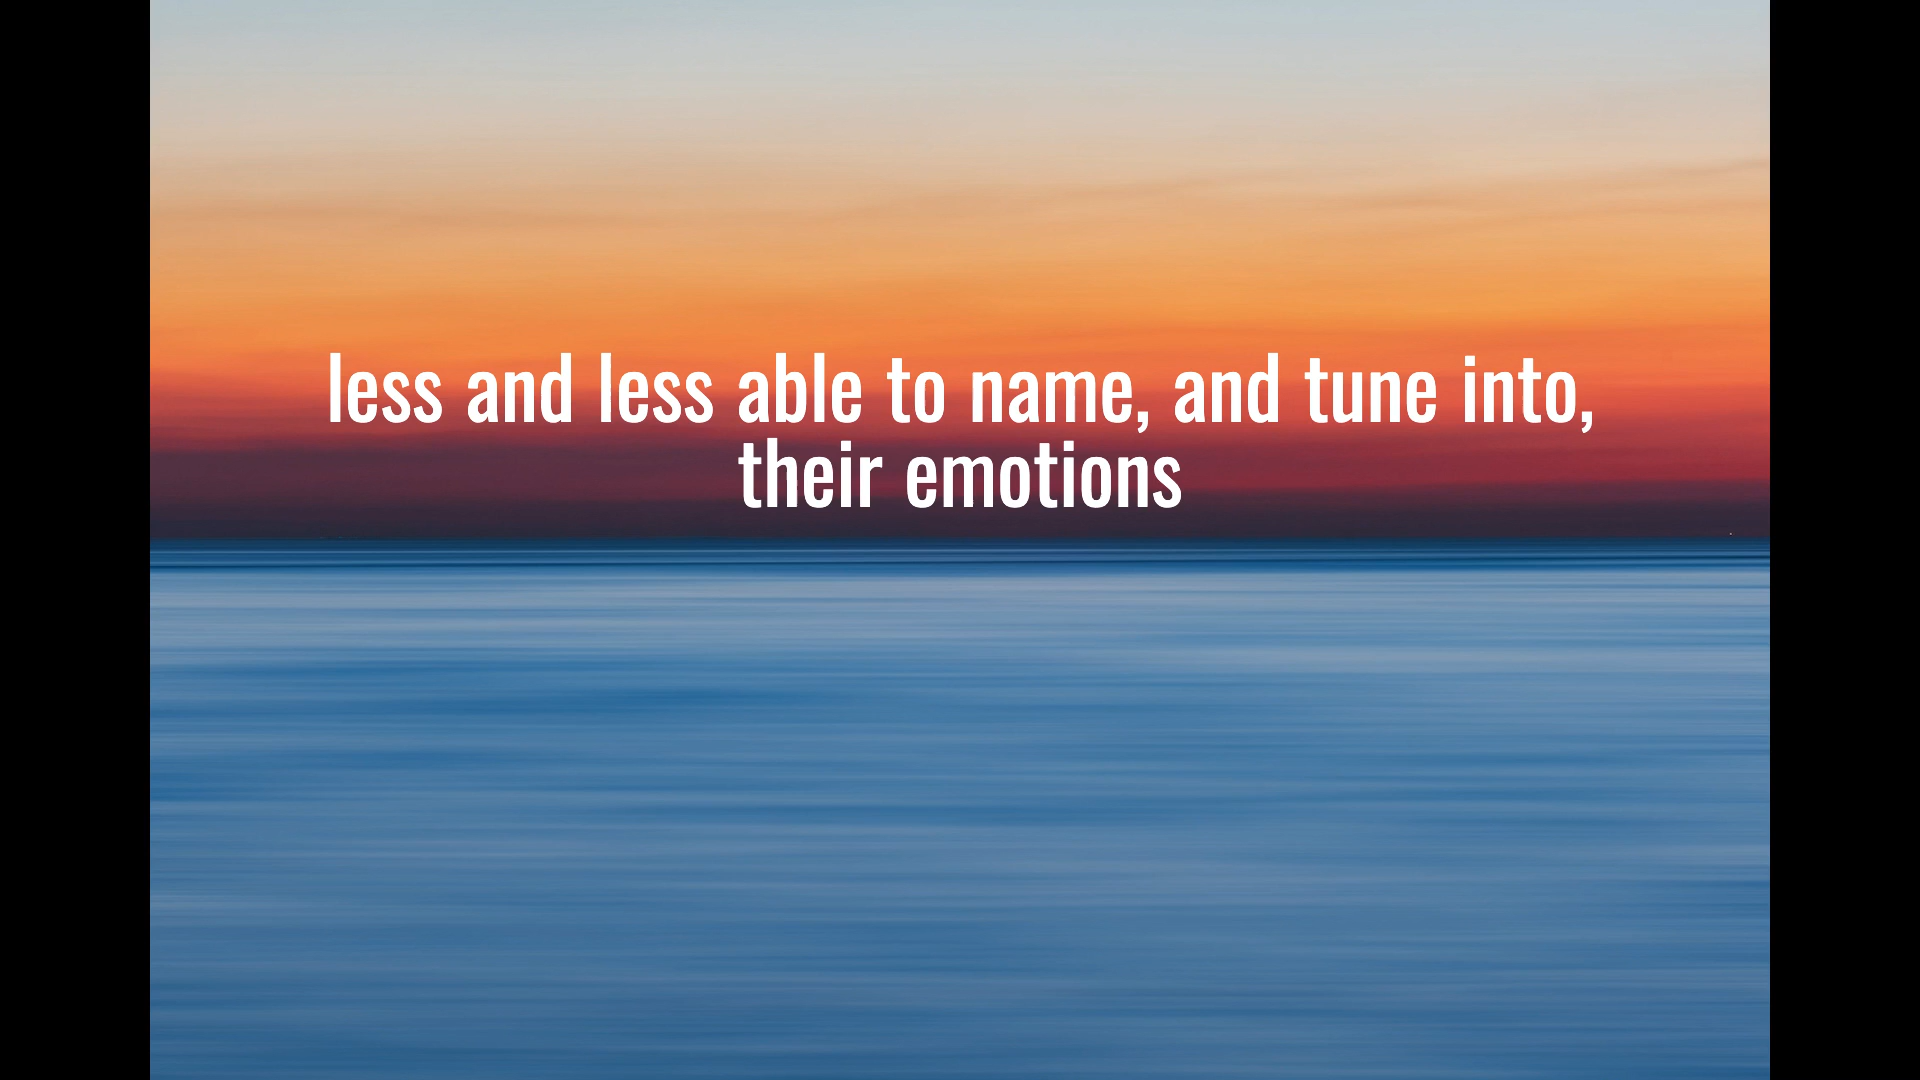 less and less able to name, and tune into,
their emotions